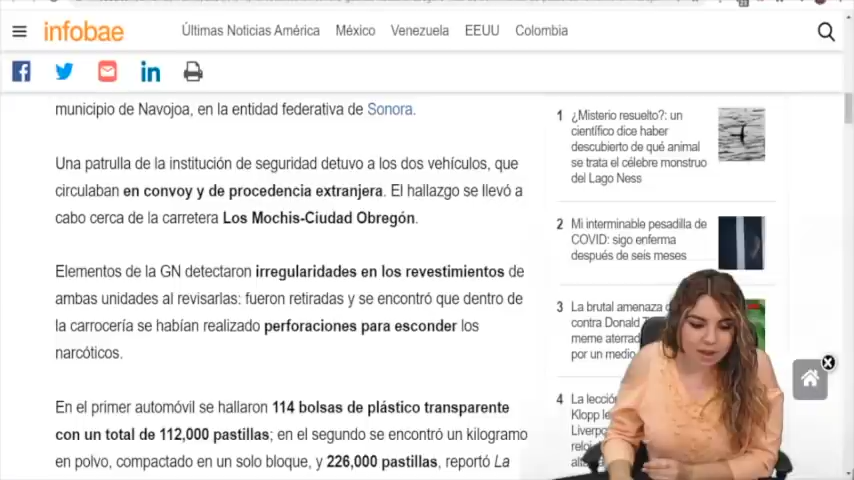 infobae
Últimas Noticias América México Venezuela EEUU Colombia
municipio de Navojoa, en la entidad federativa de Sonora.
Una patrulla de la institución de seguridad detuvo a los dos vehículos, que
circulaban en convoy y de procedencia extranjera. El hallazgo se llevó a
cabo cerca de la carretera Los Mochis-Ciudad Obregón.
Elementos de la GN detectaron irregularidades en los revestimientos de
ambas unidades al revisarlas: fueron retiradas y se encontró que dentro de
la carrocería se habían realizado perforaciones para esconder los
narcóticos.
En el primer automóvil se hallaron 114 bolsas de plástico transparente
con un total de 112,000 pastillas; en el segundo se encontró un kilogramo
en polvo, compactado en un solo bloque, y 226,000 pastillas, reportó La
1 ¿Misterio resuelto?: un
científico dice haber
descubierto de qué animal
se trata el célebre monstruo
del Lago Ness
2 Mi interminable pesadilla de
COVID: sigo enferma
después de seis meses
3 La brutal amenaza
contra Donald
meme
por un medio
4 La
Klopp